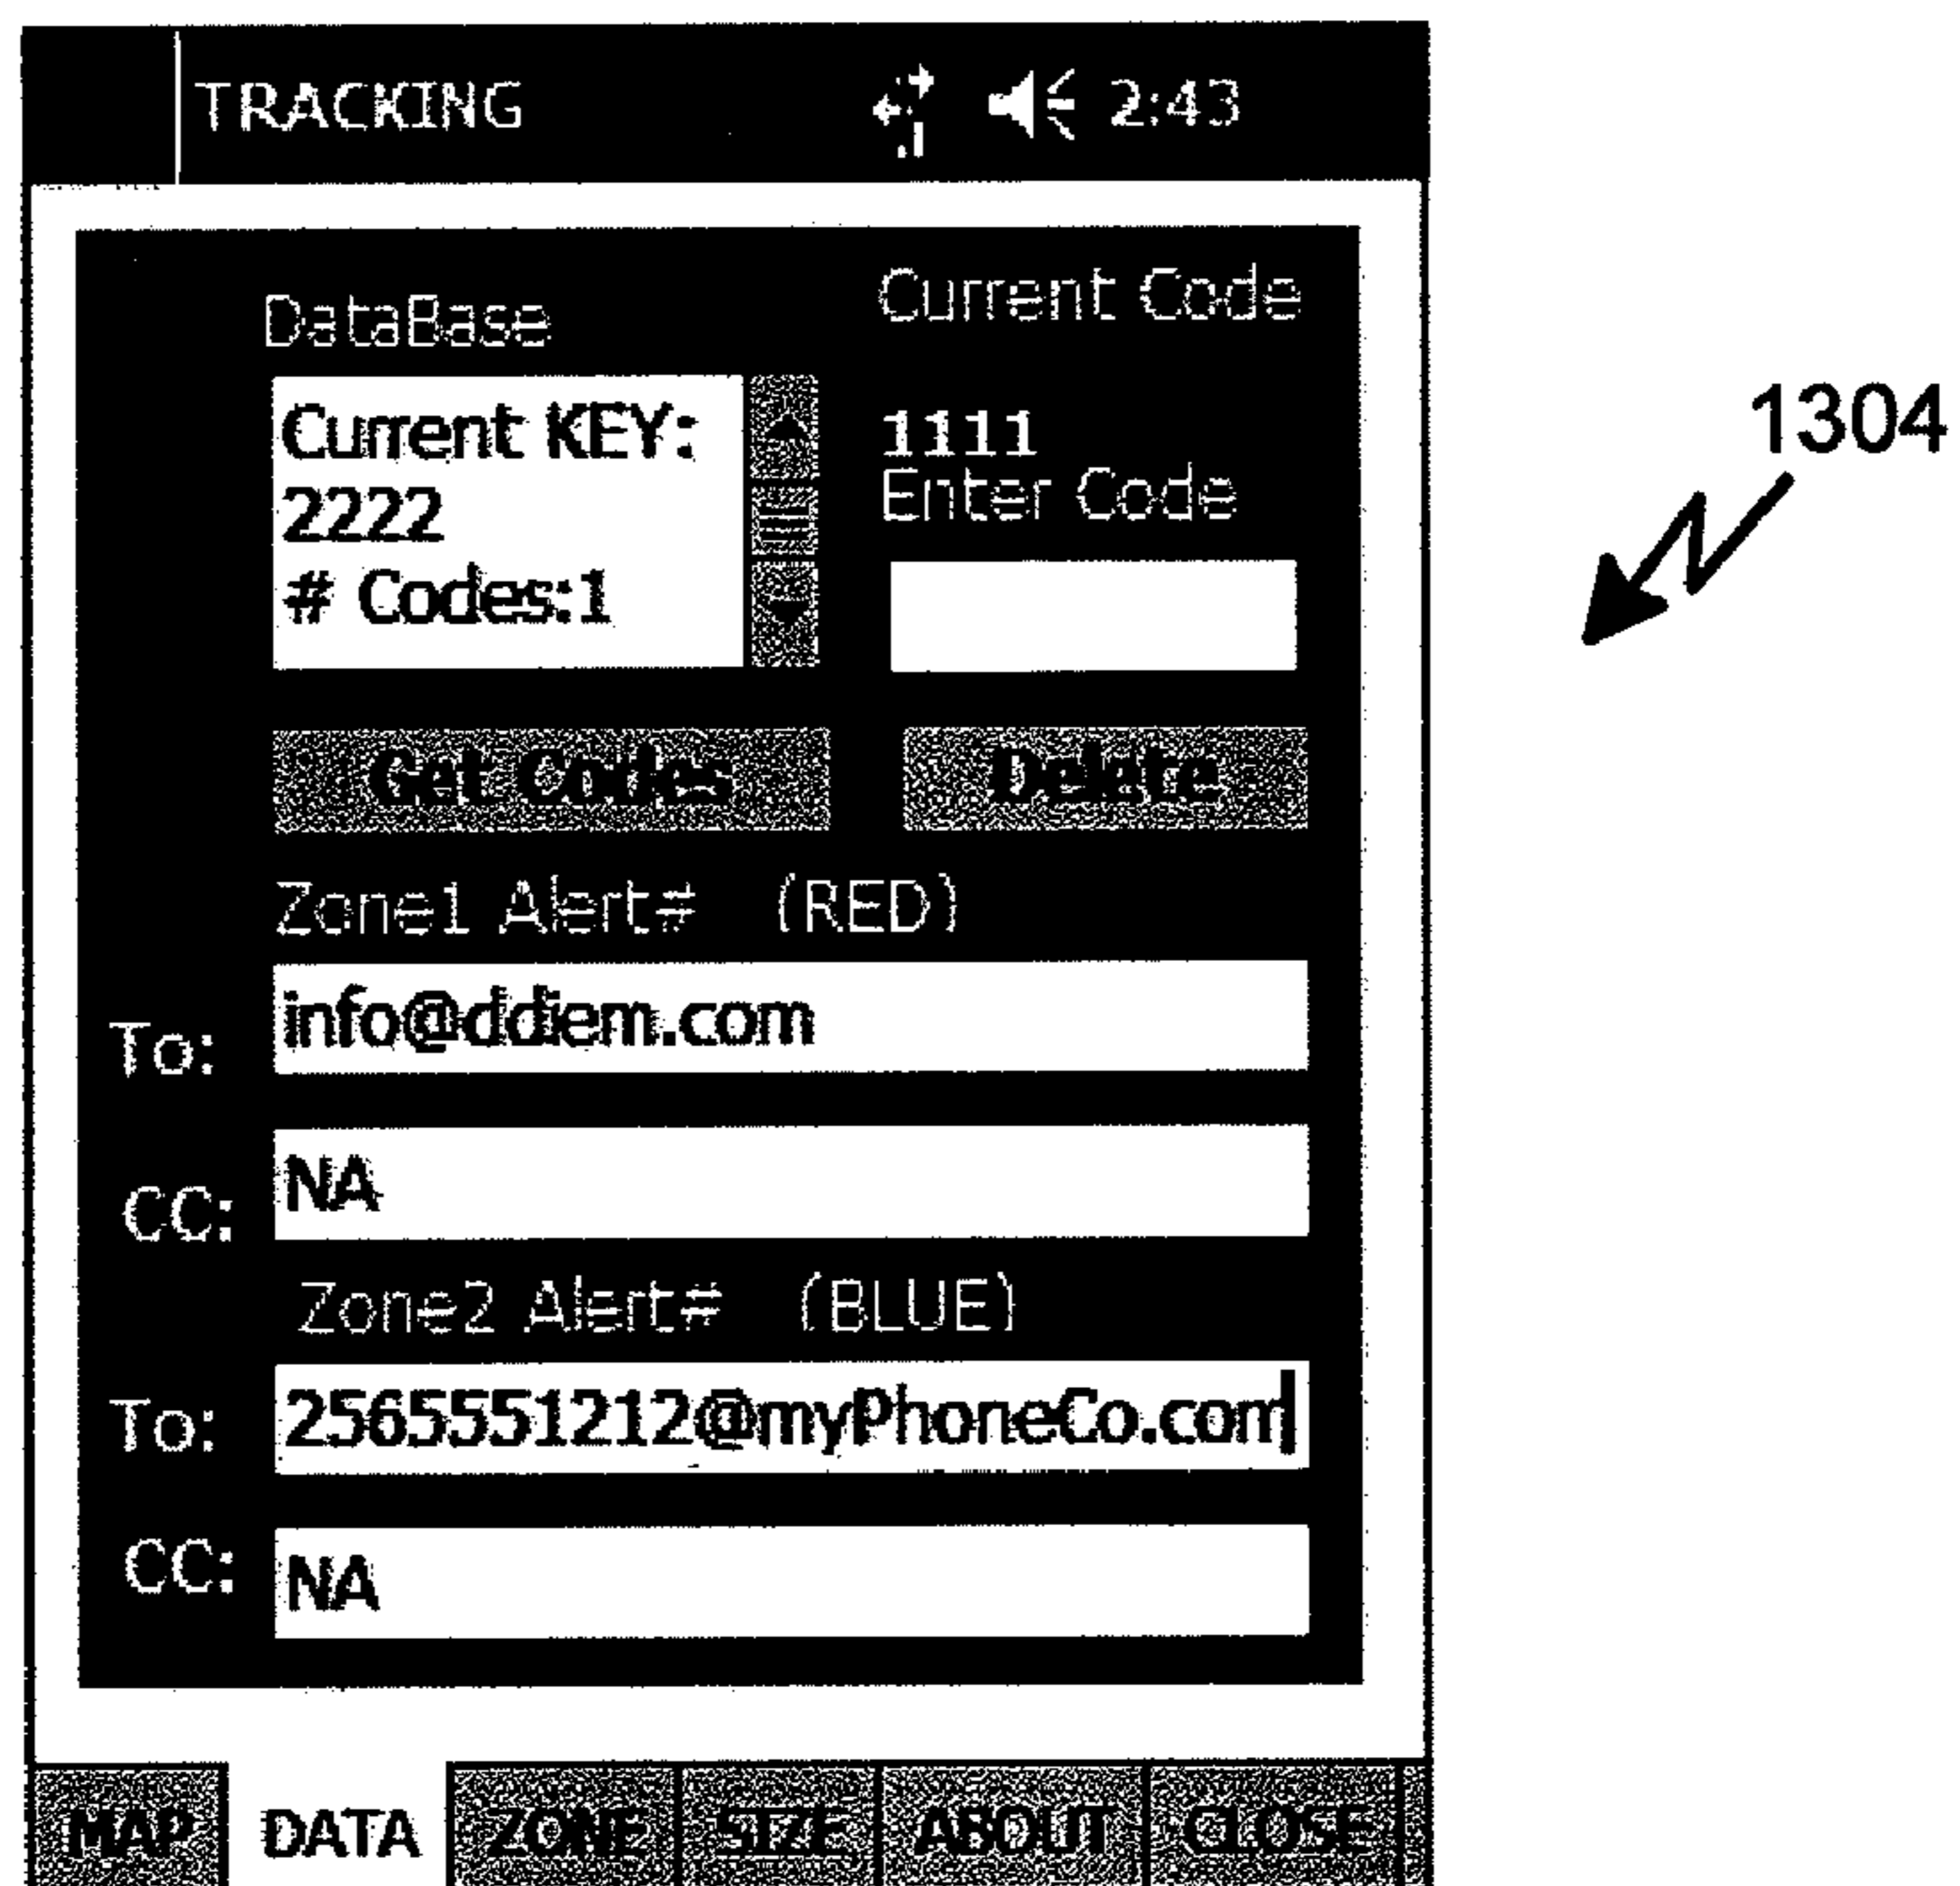 TRACKING 2:43
DataBase
Current Code
Current KEY:
2222
# Codes:1
1111
Enter Code
1304
Get Codes Delete
Zone1 Alert# (RED)
To: info@ddiem.com
CC: NA
Zone2 Alert# (BLUE)
To: 2565551212@myPhoneCo.com
CC: NA
MAP DATA ZONE SIZE ABOUT CLOSE